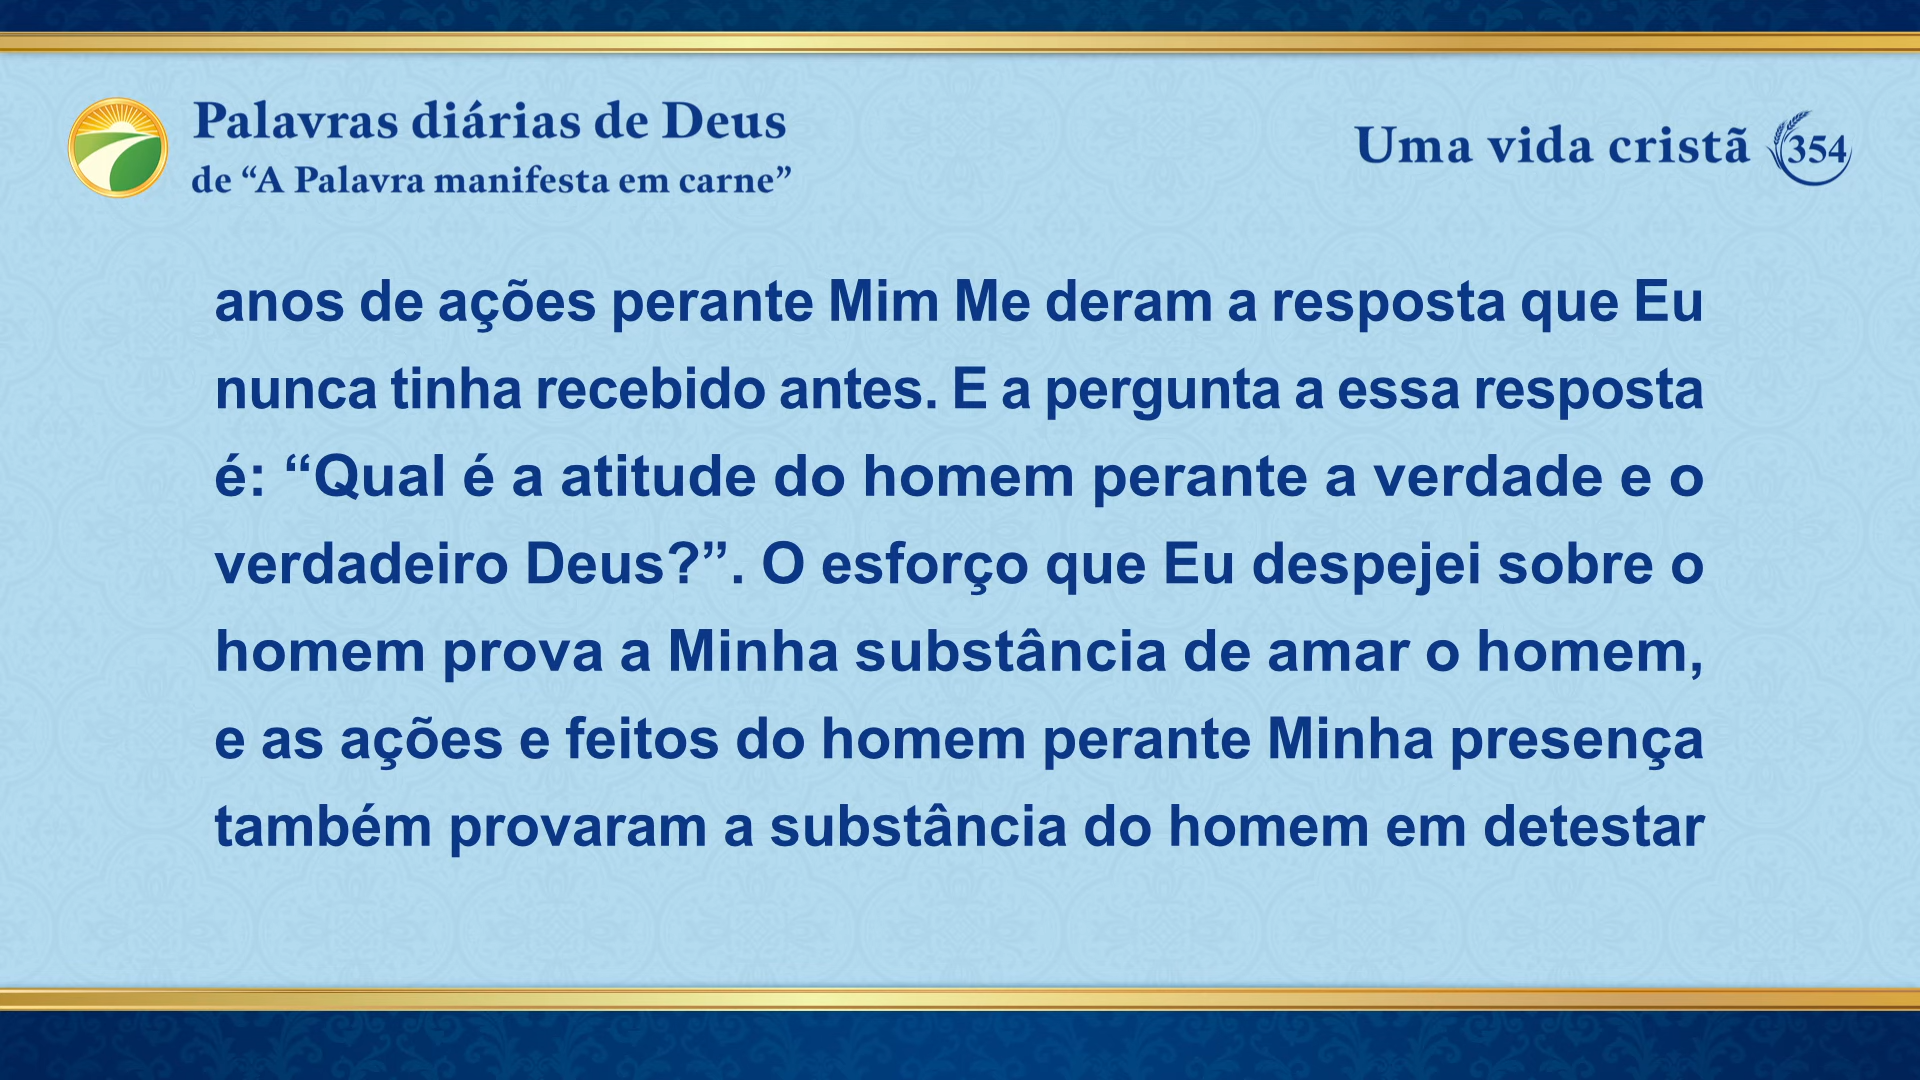 Palavras diárias de Deus
de “A Palavra manifesta em carne”
Uma vida cristã 354
anos de ações perante Mim Me deram a resposta que Eu
nunca tinha recebido antes. E a pergunta a essa resposta
é: “Qual é a atitude do homem perante a verdade e o
verdadeiro Deus?”. O esforço que Eu despejei sobre o
homem prova a Minha substância de amar o homem,
e as ações e feitos do homem perante Minha presença
também provaram a substância do homem em detestar